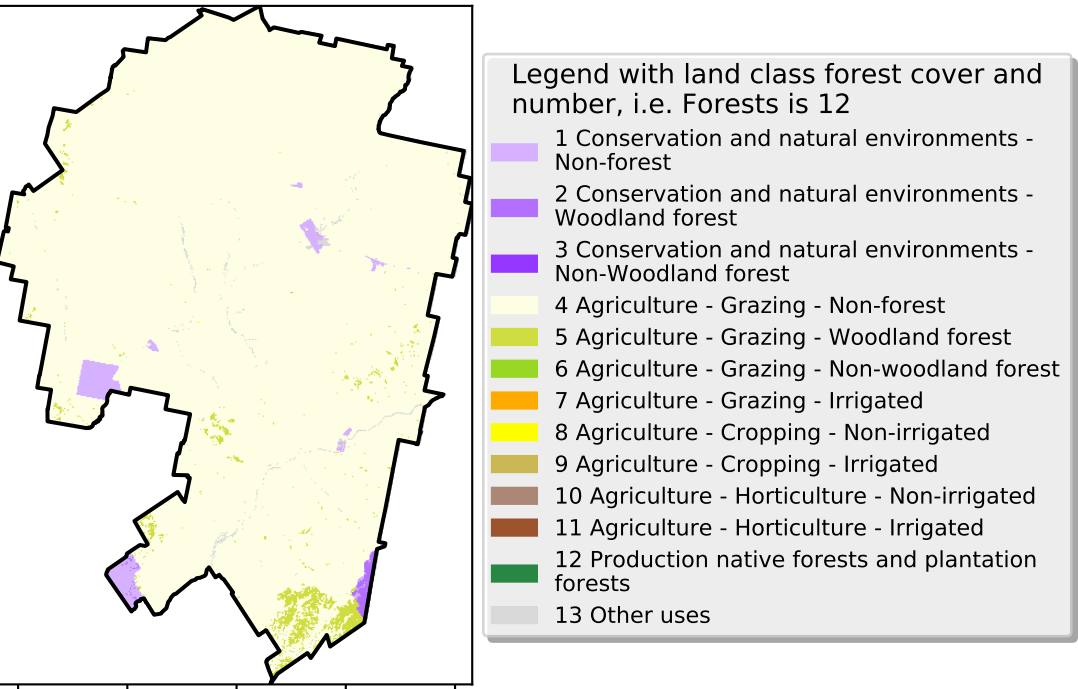 Legend with land class forest cover and
number, i.e. Forests is 12
1 Conservation and natural environments -
Non-forest
2 Conservation and natural environments -
Woodland forest
3 Conservation and natural environments -
Non-Woodland forest
4 Agriculture - Grazing - Non-forest
5 Agriculture - Grazing - Woodland forest
6 Agriculture - Grazing - Non-woodland forest
7 Agriculture - Grazing - Irrigated
8 Agriculture - Cropping - Non-irrigated
9 Agriculture - Cropping - Irrigated
10 Agriculture - Horticulture - Non-irrigated
11 Agriculture - Horticulture - Irrigated
12 Production native forests and plantation
forests
13 Other uses